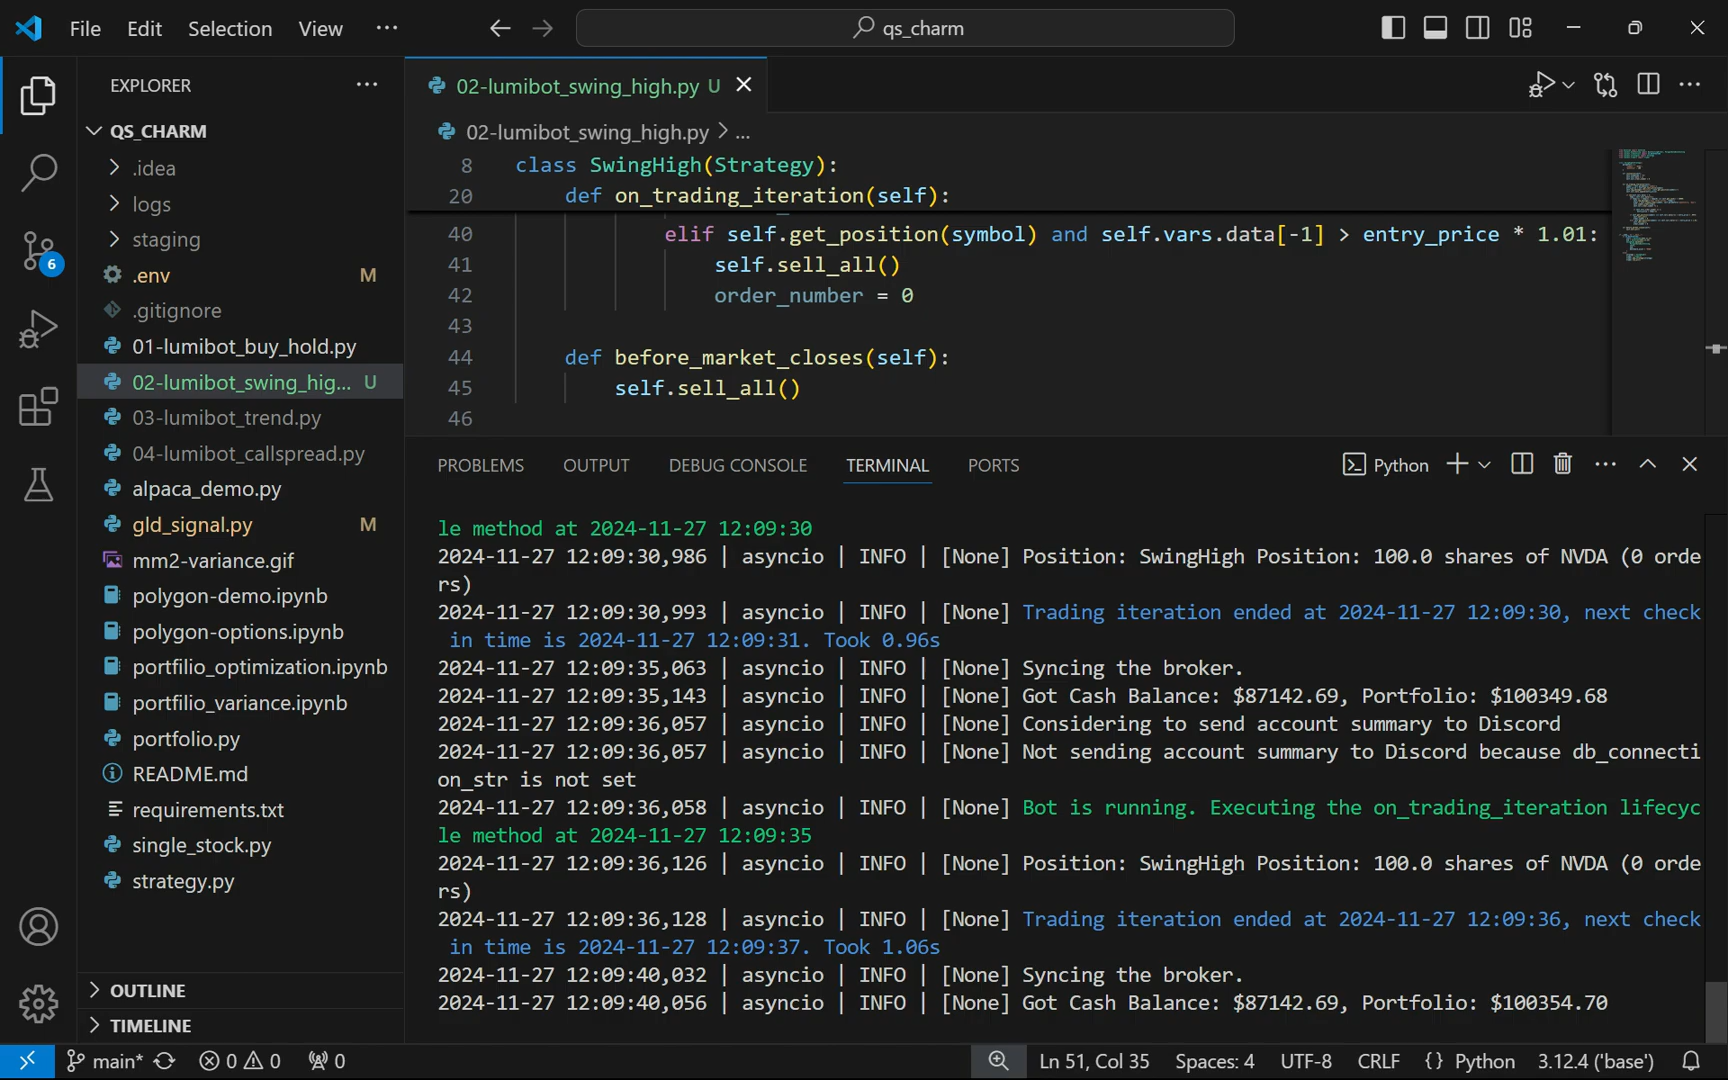 File Edit Selection View ··· qs_charm
EXPLORER ···
QS_CHARM
.idea
logs
staging
.env M
.gitignore
01-lumibot_buy_hold.py
02-lumibot_swing_hig... U
03-lumibot_trend.py
04-lumibot_callspread.py
alpaca_demo.py
gld_signal.py M
mm2-variance.gif
polygon-demo.ipynb
polygon-options.ipynb
portfilio_optimization.ipynb
portfilio_variance.ipynb
portfolio.py
README.md
requirements.txt
single_stock.py
strategy.py
OUTLINE
TIMELINE
6
02-lumibot_swing_high.py U
02-lumibot_swing_high.py > ...
8 class SwingHigh(Strategy):
20 def on_trading_iteration(self):
40 elif self.get_position(symbol) and self.vars.data[-1] > entry_price * 1.01:
41 self.sell_all()
42 order_number = 0
43
44 def before_market_closes(self):
45 self.sell_all()
46
PROBLEMS OUTPUT DEBUG CONSOLE TERMINAL PORTS Python
le method at 2024-11-27 12:09:30
2024-11-27 12:09:30,986 | asyncio | INFO | [None] Position: SwingHigh Position: 100.0 shares of NVDA (0 orde
rs)
2024-11-27 12:09:30,993 | asyncio | INFO | [None] Trading iteration ended at 2024-11-27 12:09:30, next check
in time is 2024-11-27 12:09:31. Took 0.96s
2024-11-27 12:09:35,063 | asyncio | INFO | [None] Syncing the broker.
2024-11-27 12:09:35,143 | asyncio | INFO | [None] Got Cash Balance: $87142.69, Portfolio: $100349.68
2024-11-27 12:09:36,057 | asyncio | INFO | [None] Considering to send account summary to Discord
2024-11-27 12:09:36,057 | asyncio | INFO | [None] Not sending account summary to Discord because db_connecti
on_str is not set
2024-11-27 12:09:36,058 | asyncio | INFO | [None] Bot is running. Executing the on_trading_iteration lifecyc
le method at 2024-11-27 12:09:35
2024-11-27 12:09:36,126 | asyncio | INFO | [None] Position: SwingHigh Position: 100.0 shares of NVDA (0 orde
rs)
2024-11-27 12:09:36,128 | asyncio | INFO | [None] Trading iteration ended at 2024-11-27 12:09:36, next check
in time is 2024-11-27 12:09:37. Took 1.06s
2024-11-27 12:09:40,032 | asyncio | INFO | [None] Syncing the broker.
2024-11-27 12:09:40,056 | asyncio | INFO | [None] Got Cash Balance: $87142.69, Portfolio: $100354.70
main* 0 0 0 Ln 51, Col 35 Spaces: 4 UTF-8 CRLF {} Python 3.12.4 ('base')